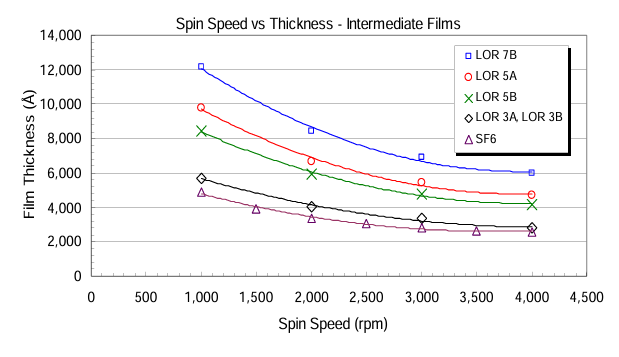 Spin Speed vs Thickness - Intermediate Films
14,000
12,000
10,000
8,000
6,000
4,000
2,000
0
Film Thickness (Å)
LOR 7B
LOR 5A
LOR 5B
LOR 3A, LOR 3B
SF6
0 500 1,000 1,500 2,000 2,500 3,000 3,500 4,000 4,500
Spin Speed (rpm)